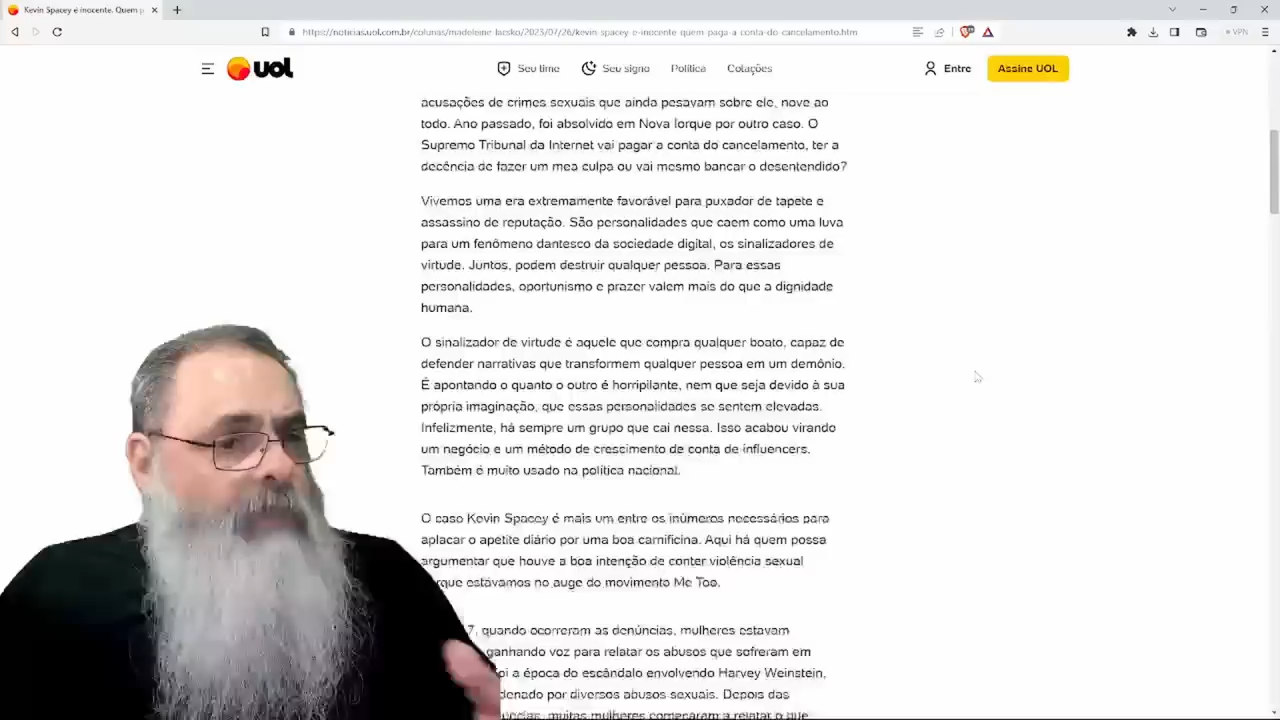 Kevin Spacey é inocente. Quem p
https://noticias.uol.com.br/colunas/madeleine-lacsko/2023/07/26/kevin-spacey-e-inocente-quem-paga-a-conta-do-cancelamento.htm
VPN
UOL
Seu time
Seu signo
Política
Cotações
Entre
Assine UOL
acusações de crimes sexuais que ainda pesavam sobre ele, nove ao
todo. Ano passado, foi absolvido em Nova Iorque por outro caso. O
Supremo Tribunal da Internet vai pagar a conta do cancelamento, ter a
decência de fazer um mea culpa ou vai mesmo bancar o desentendido?
Vivemos uma era extremamente favorável para puxador de tapete e
assassino de reputação. São personalidades que caem como uma luva
para um fenômeno dantesco da sociedade digital, os sinalizadores de
virtude. Juntos, podem destruir qualquer pessoa. Para essas
personalidades, oportunismo e prazer valem mais do que a dignidade
humana.
O sinalizador de virtude é aquele que compra qualquer boato, capaz de
defender narrativas que transformem qualquer pessoa em um demônio.
É apontando o quanto o outro é horripilante, nem que seja devido à sua
própria imaginação, que essas personalidades se sentem elevadas.
Infelizmente, há sempre um grupo que cai nessa. Isso acabou virando
um negócio e um método de crescimento de conta de influencers.
Também é muito usado na política nacional.
O caso Kevin Spacey é mais um entre os inúmeros necessários para
aplacar o apetite diário por uma boa carnificina. Aqui há quem possa
argumentar que houve a boa intenção de conter violência sexual
rque estávamos no auge do movimento Me Too.
7, quando ocorreram as denúncias, mulheres estavam
ganhando voz para relatar os abusos que sofreram em
oi a época do escândalo envolvendo Harvey Weinstein,
denado por diversos abusos sexuais. Depois das
úncias, muitas mulheres começaram a relatar o que